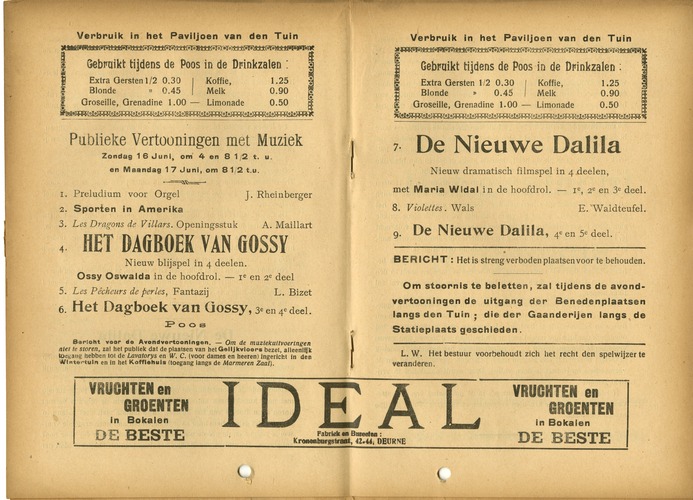 Verbruik in het Paviljoen van den Tuin
Gebruikt tijdens de Poos in de Drinkzalen :
Extra Gersten 1/2 0.30 | Koffie, 1.25
Blonde » 0.45 | Melk 0.90
Groseille, Grenadine 1.00 — Limonade 0.50
Publieke Vertooningen met Muziek
Zondag 16 Juni, om 4 en 8 1/2 t. u.
en Maandag 17 Juni, om 8 1/2 t.u.
1. Preludium voor Orgel J. Rheinberger
2. Sporten in Amerika
3. Les Dragons de Villars. Openingsstuk A. Maillart
4. HET DAGBOEK VAN GOSSY
Nieuw blijspel in 4 deelen.
Ossy Oswalda in de hoofdrol. — 1e en 2e deel
5. Les Pêcheurs de perles, Fantazij L. Bizet
6. Het Dagboek van Gossy, 3e en 4e deel.
Poos
Bericht voor de Avondvertooningen. — Om de muziekuitvoeringen
niet te storen, zal het publiek dat de plaatsen van het Gelijkvloers bezet, alleenlijk
toegang hebben tot de Lavatorys en W. C. (voor dames en heeren) ingericht in den
Wintertuin en in het Koffiehuis (toegang langs de Marmeren Zaal).
Verbruik in het Paviljoen van den Tuin
Gebruikt tijdens de Poos in de Drinkzalen :
Extra Gersten 1/2 0.30 | Koffie, 1.25
Blonde » 0.45 | Melk 0.90
Groseille, Grenadine 1.00 — Limonade 0.50
7. De Nieuwe Dalila
Nieuw dramatisch filmspel in 4 deelen,
met Maria Widal in de hoofdrol. — 1e, 2e en 3e deel.
8. Violettes. Wals E. Waldteufel.
9. De Nieuwe Dalila, 4e en 5e deel.
BERICHT : Het is streng verboden plaatsen voor te behouden.
Om stoornis te beletten, zal tijdens de avond-
vertooningen de uitgang der Benedenplaatsen
langs den Tuin ; die der Gaanderijen langs de
Statieplaats geschieden.
L. W. Het bestuur voorbehoudt zich het recht den spelwijzer te
veranderen.
VRUCHTEN en
GROENTEN
in Bokalen
DE BESTE
IDEAL
Fabriek en Bureelen :
Kronenburgstraat, 42-44, DEURNE
VRUCHTEN en
GROENTEN
in Bokalen
DE BESTE